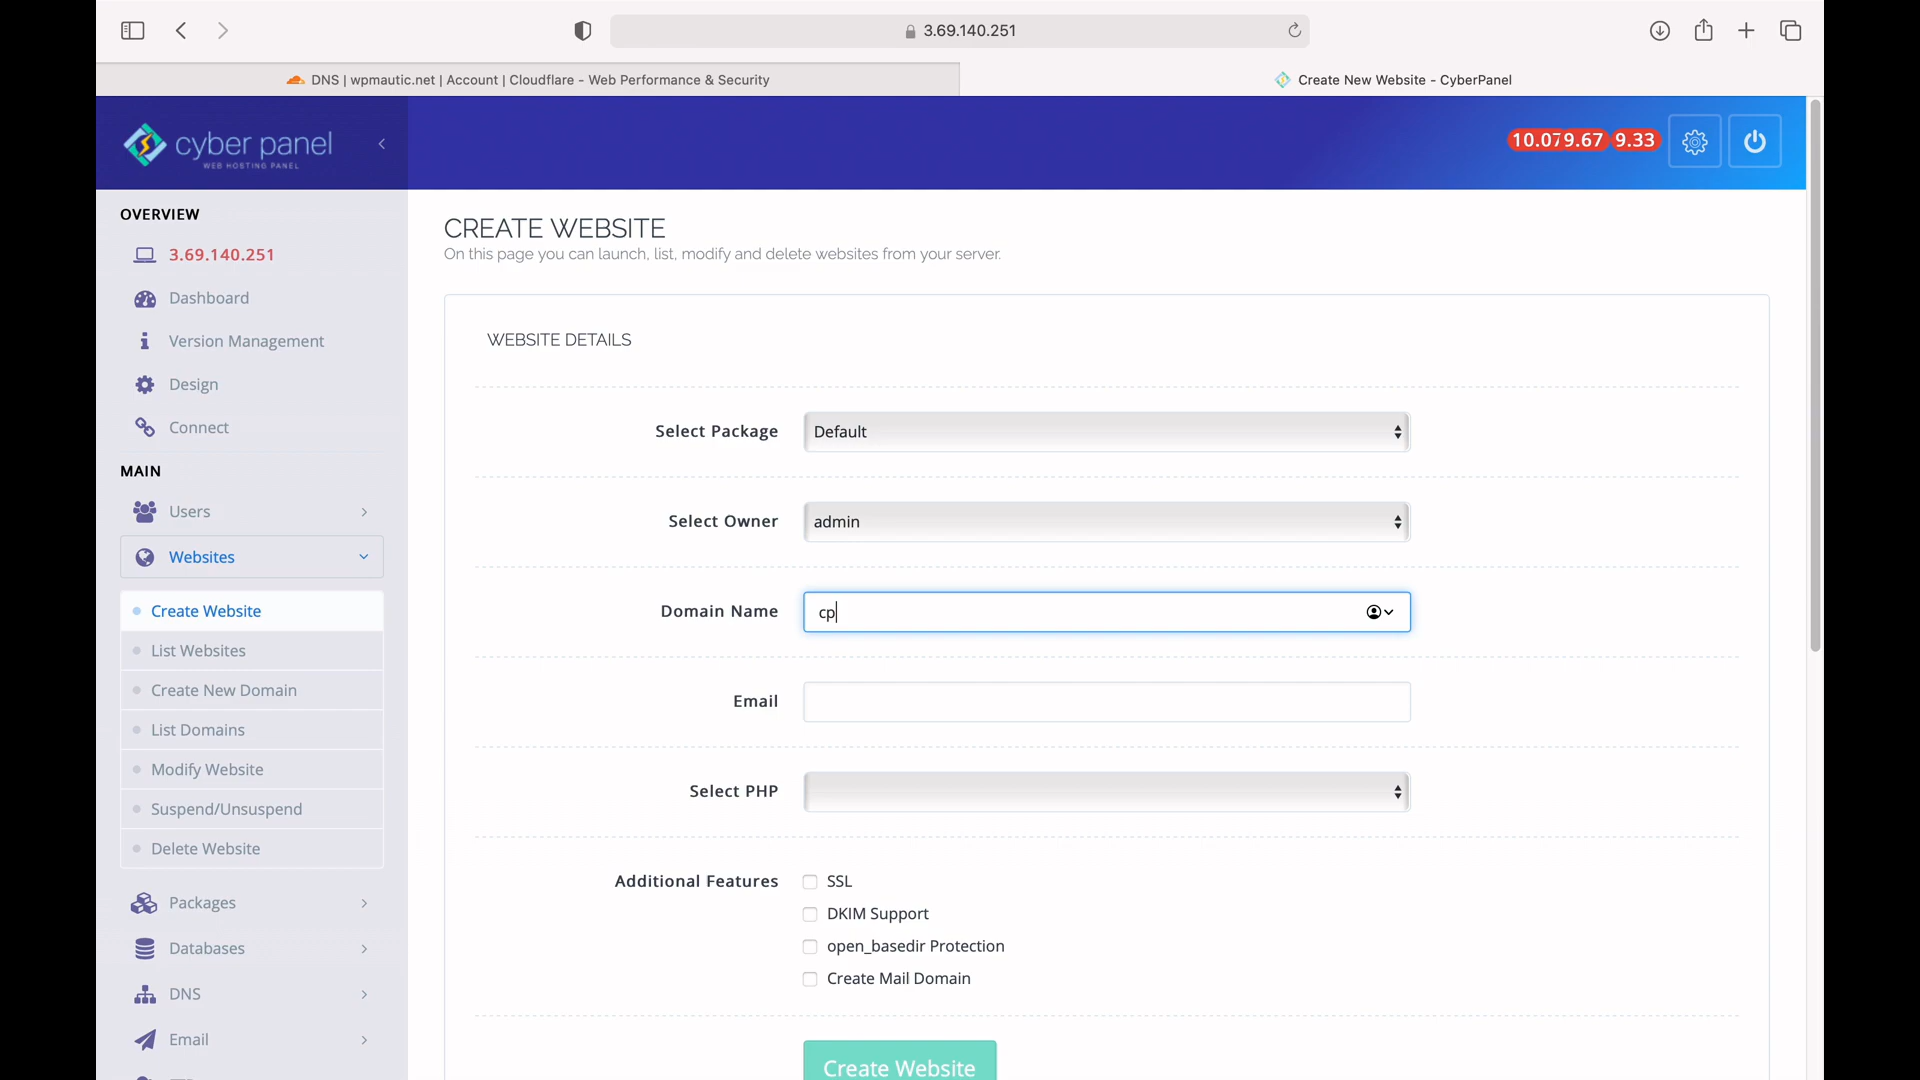 3.69.140.251
DNS | wpmautic.net | Account | Cloudflare - Web Performance & Security
Create New Website - CyberPanel
cyber panel
WEB HOSTING PANEL
10.079.67 9.33
OVERVIEW
3.69.140.251
Dashboard
Version Management
Design
Connect
MAIN
Users
Websites
Create Website
List Websites
Create New Domain
List Domains
Modify Website
Suspend/Unsuspend
Delete Website
Packages
Databases
DNS
Email
CREATE WEBSITE
On this page you can launch, list, modify and delete websites from your server.
WEBSITE DETAILS
Select Package Default
Select Owner admin
Domain Name cp
Email
Select PHP
Additional Features SSL
DKIM Support
open_basedir Protection
Create Mail Domain
Create Website